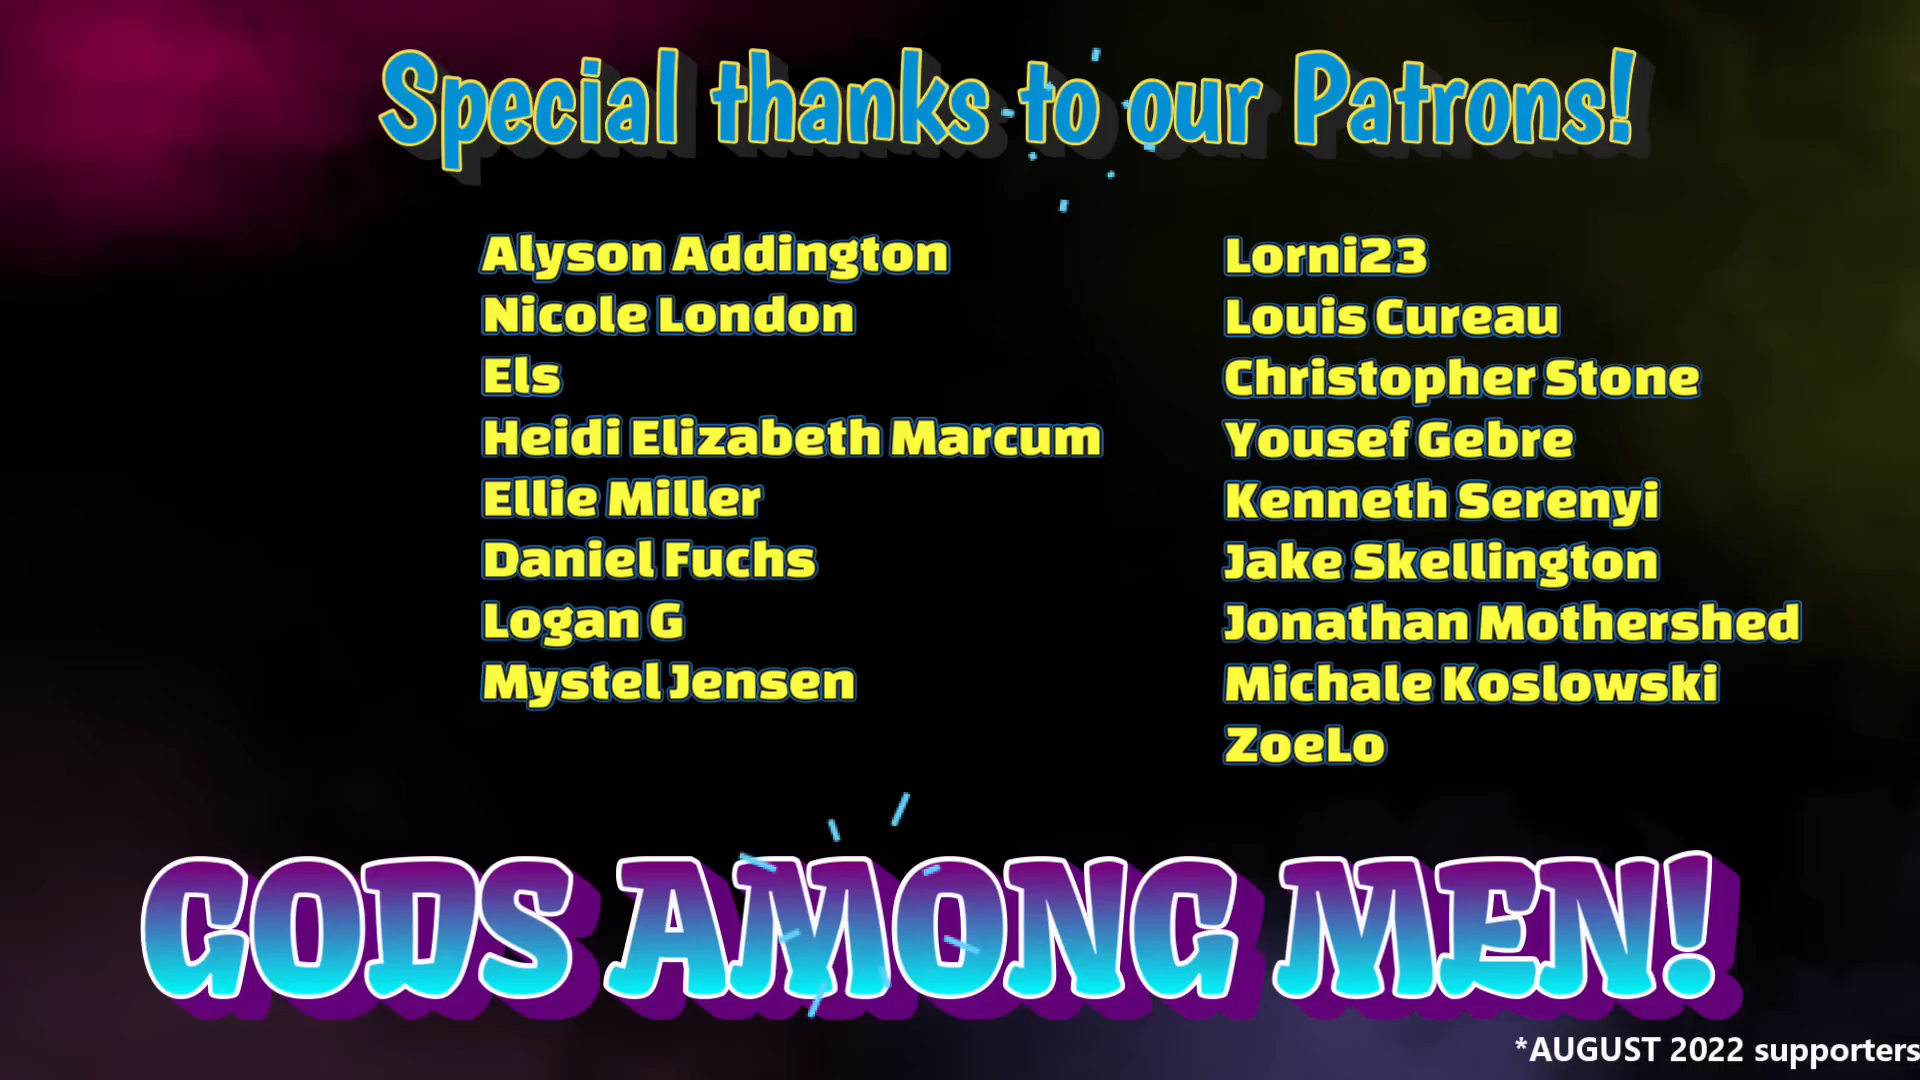 Special thanks to our Patrons!
Alyson Addington
Nicole London
Els
Heidi Elizabeth Marcum
Ellie Miller
Daniel Fuchs
Logan G
Mystel Jensen
Lorni23
Louis Cureau
Christopher Stone
Yousef Gebre
Kenneth Serenyi
Jake Skellington
Jonathan Mothershed
Michale Koslowski
ZoeLo
GODS AMONG MEN!
*AUGUST 2022 supporters